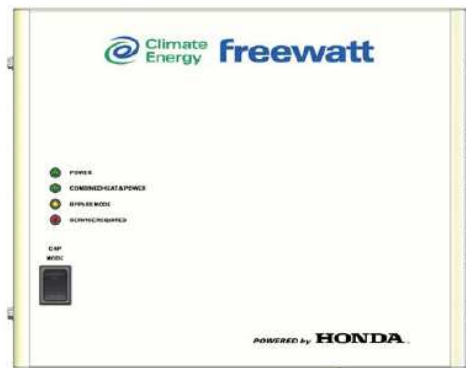 Climate
Energy
freewatt
POWER
COMBINED HEAT & POWER
BYPASS MODE
SERVICE REQUIRED
CHP
MODE
POWERED by HONDA